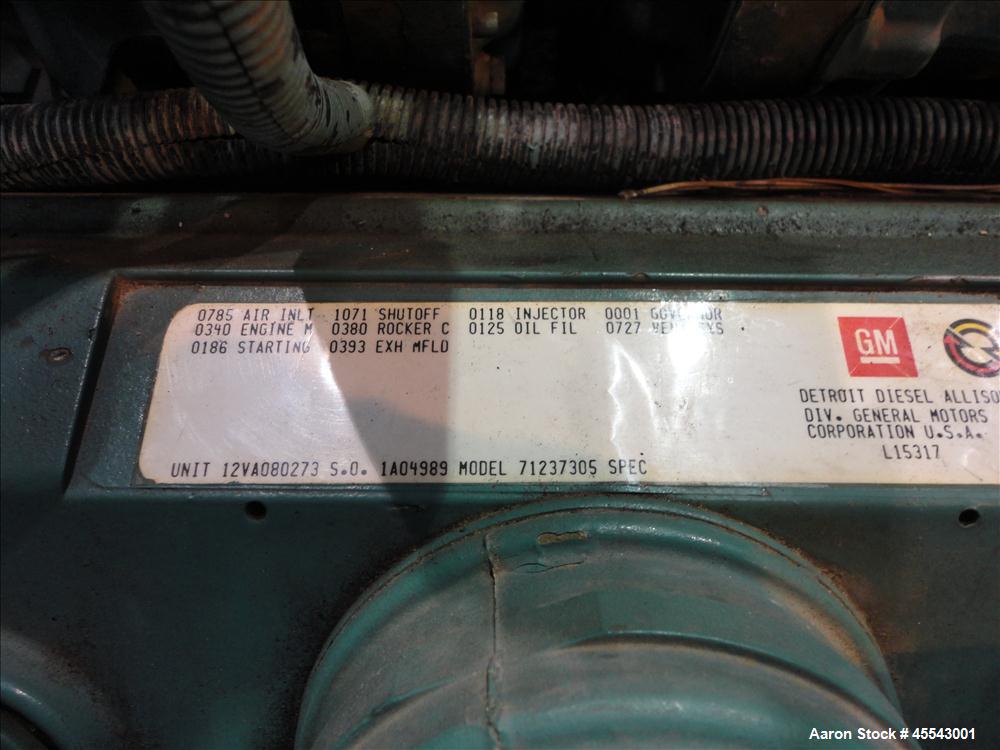 0785 AIR INLT 1071 SHUTOFF 0118 INJECTOR 0001 GOVERNOR
0340 ENGINE M 0380 ROCKER C 0125 OIL FIL 0727 VENT SYS
0186 STARTING 0393 EXH MFLD
GM
DETROIT DIESEL ALLISO
DIV. GENERAL MOTORS
CORPORATION U.S.A.
L15317
UNIT 12VA080273 S.O. 1A04989 MODEL 71237305 SPEC
Aaron Stock # 45543001